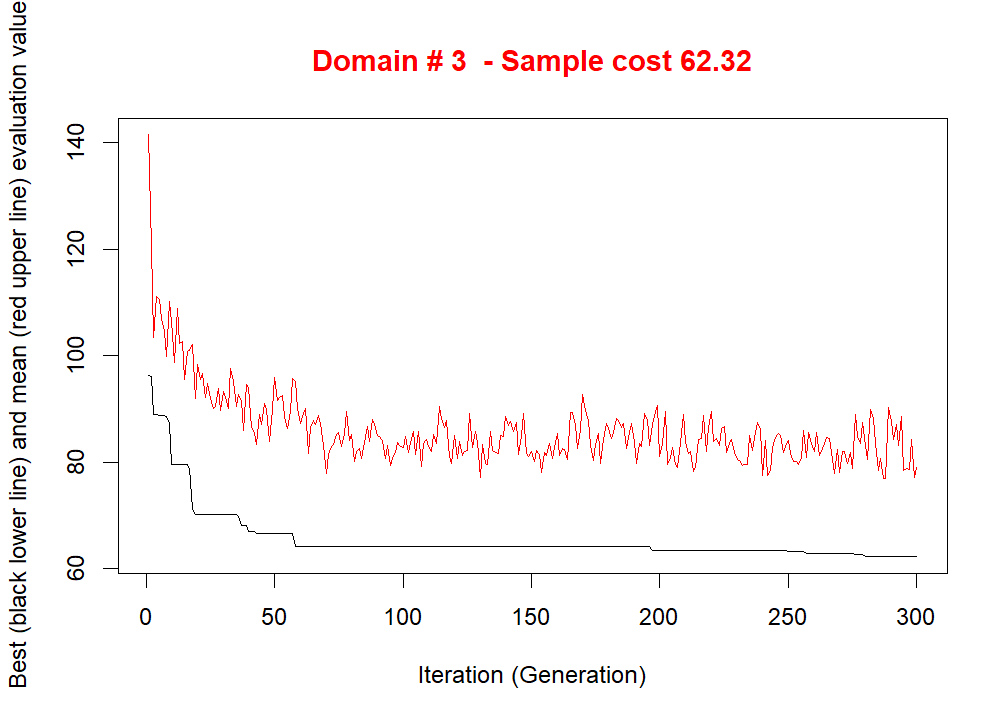 Domain # 3  - Sample cost 62.32
Best (black lower line) and mean (red upper line) evaluation value
140
120
100
80
60
0 50 100 150 200 250 300
Iteration (Generation)